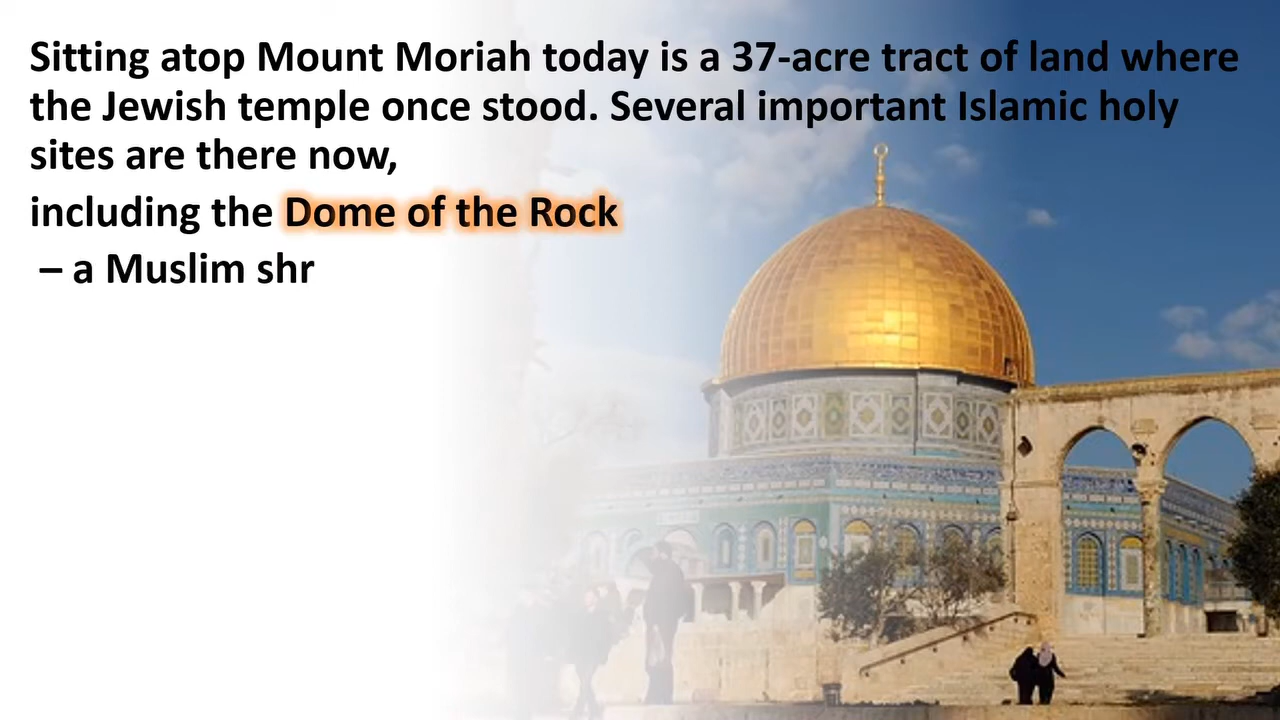 Sitting atop Mount Moriah today is a 37-acre tract of land where
the Jewish temple once stood. Several important Islamic holy
sites are there now,
including the Dome of the Rock
– a Muslim shr